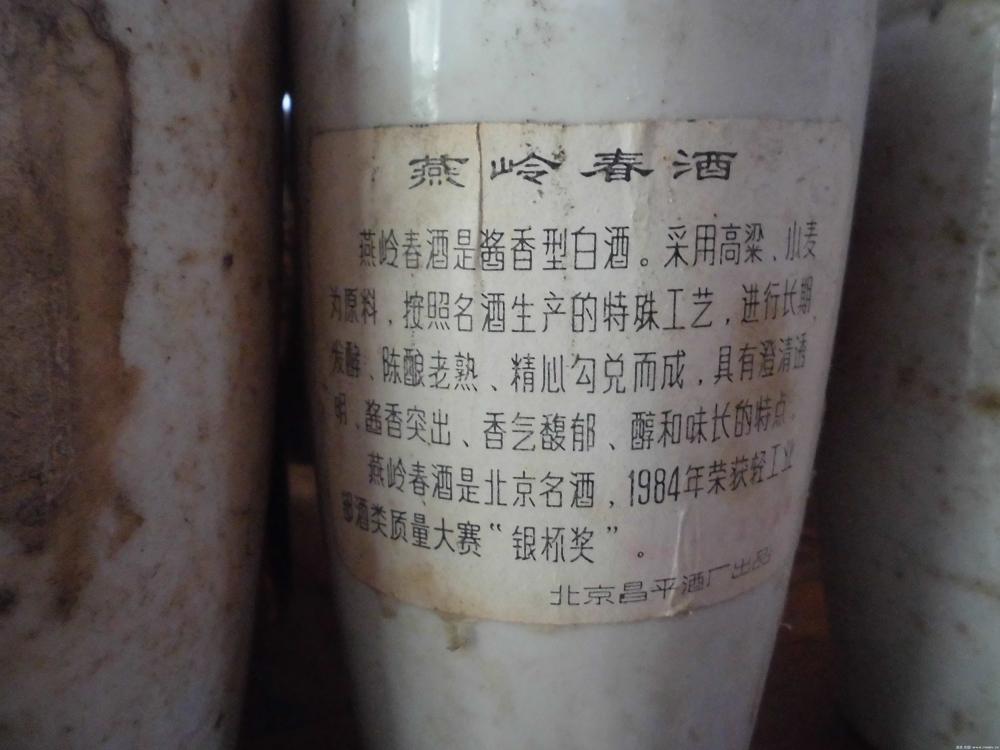 燕岭春酒
燕岭春酒是酱香型白酒。采用高粱、小麦
为原料，按照名酒生产的特殊工艺，进行长期
发酵、陈酿老熟、精心勾兑而成，具有澄清透
明、酱香突出、香气馥郁、醇和味长的特点。
燕岭春酒是北京名酒，1984年荣获轻工业
部酒类质量大赛“银杯奖”。
北京昌平酒厂出品